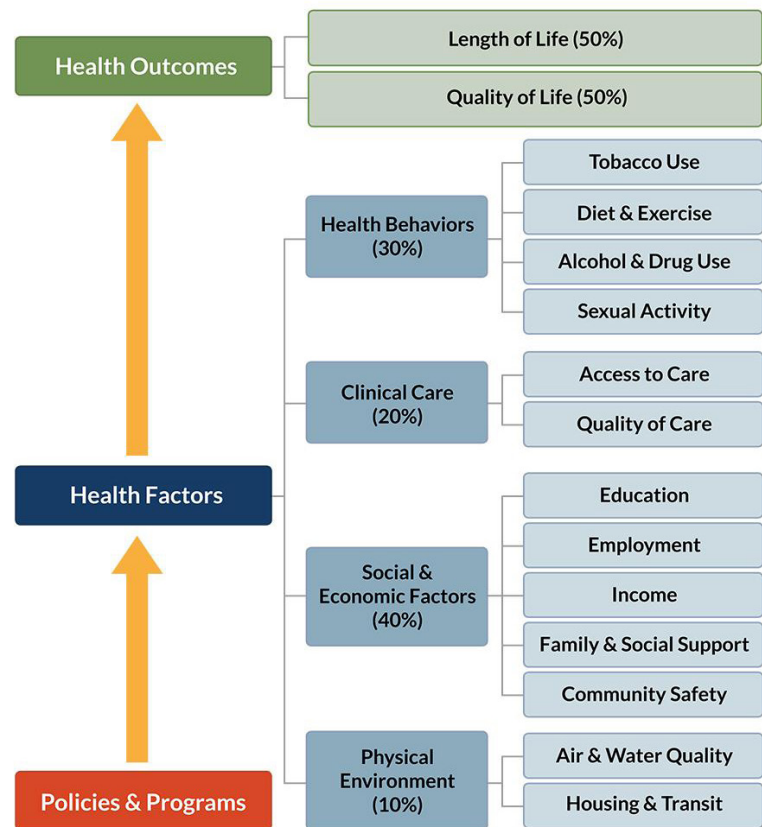 Health Outcomes
Length of Life (50%)
Quality of Life (50%)
Health Factors
Health Behaviors
(30%)
Tobacco Use
Diet & Exercise
Alcohol & Drug Use
Sexual Activity
Clinical Care
(20%)
Access to Care
Quality of Care
Social &
Economic Factors
(40%)
Education
Employment
Income
Family & Social Support
Community Safety
Physical
Environment
(10%)
Air & Water Quality
Housing & Transit
Policies & Programs